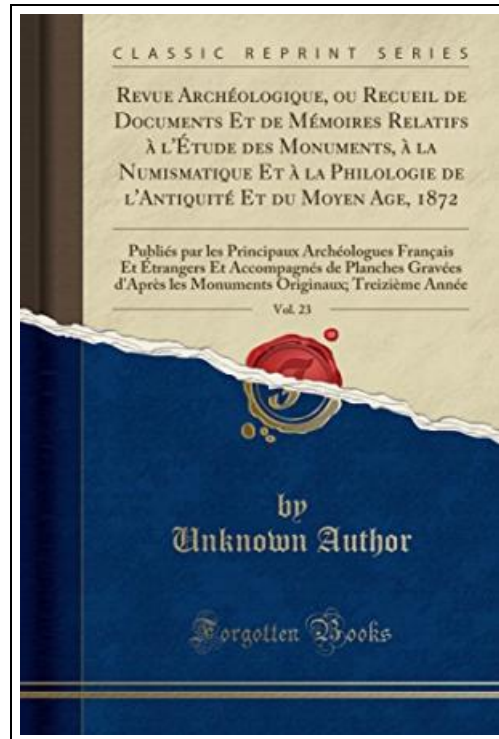 CLASSIC REPRINT SERIES
REVUE ARCHÉOLOGIQUE, OU RECUEIL DE
DOCUMENTS ET DE MÉMOIRES RELATIFS
À L'ÉTUDE DES MONUMENTS, À LA
NUMISMATIQUE ET À LA PHILOLOGIE DE
L'ANTIQUITÉ ET DU MOYEN AGE, 1872
Publiés par les Principaux Archéologues Français
Et Étrangers Et Accompagnés de Planches Gravées
d'Après les Monuments Originaux; Treizième Année
Vol. 23
by
Unknown Author
Forgotten Books